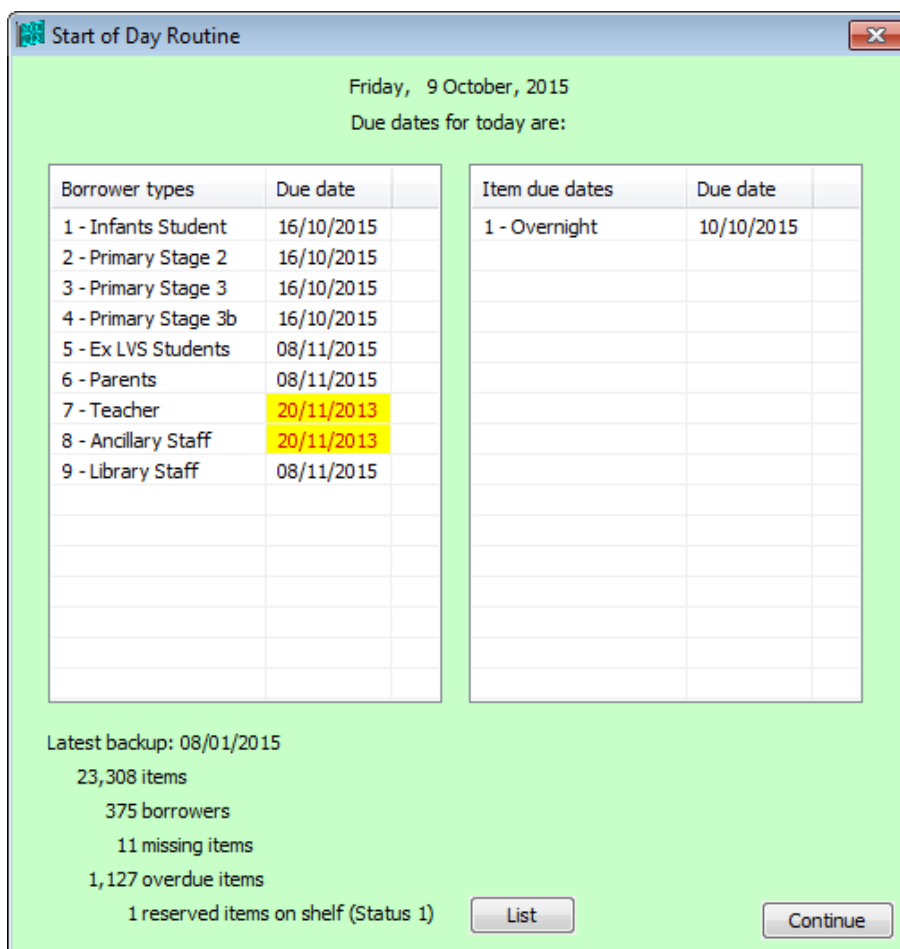 Start of Day Routine
Friday, 9 October, 2015
Due dates for today are:
Borrower types Due date
1 - Infants Student 16/10/2015
2 - Primary Stage 2 16/10/2015
3 - Primary Stage 3 16/10/2015
4 - Primary Stage 3b 16/10/2015
5 - Ex LVS Students 08/11/2015
6 - Parents 08/11/2015
7 - Teacher 20/11/2013
8 - Ancillary Staff 20/11/2013
9 - Library Staff 08/11/2015
Item due dates Due date
1 - Overnight 10/10/2015
Latest backup: 08/01/2015
23,308 items
375 borrowers
11 missing items
1,127 overdue items
1 reserved items on shelf (Status 1)
List
Continue